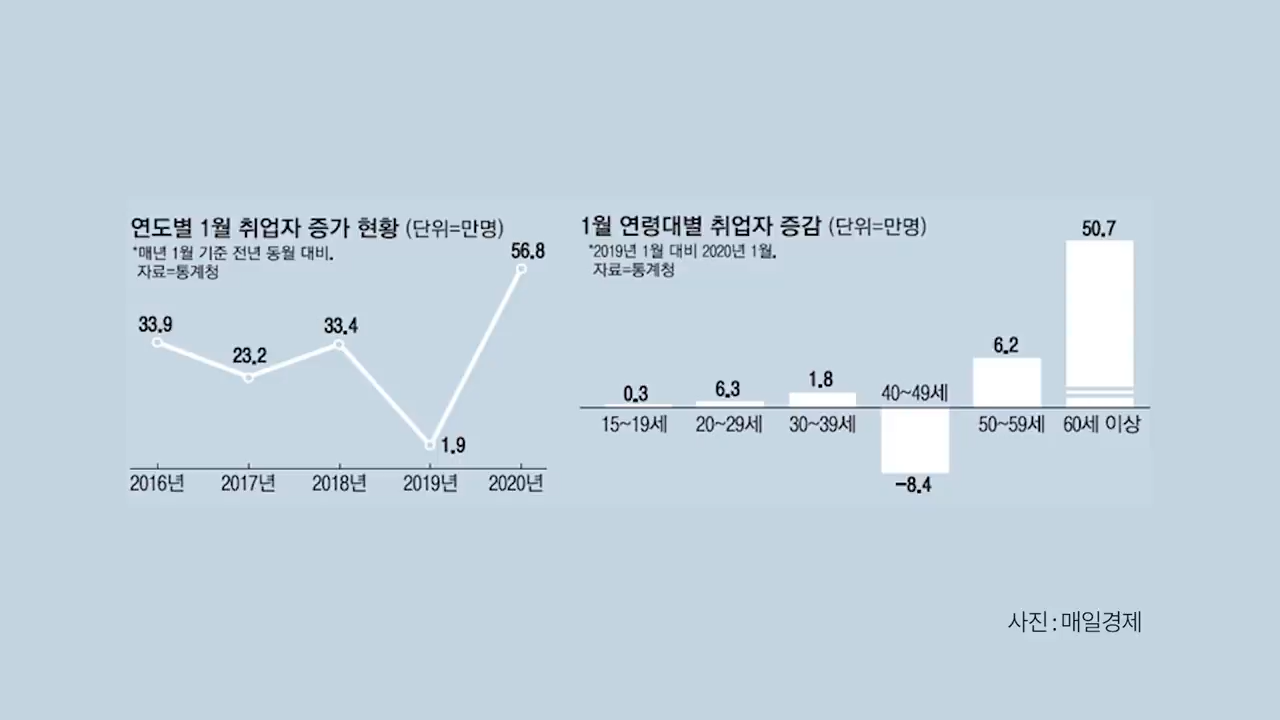 연도별 1월 취업자 증가 현황 (단위=만명)
*매년 1월 기준 전년 동월 대비.
자료=통계청
33.9
23.2
33.4
1.9
56.8
2016년 2017년 2018년 2019년 2020년
1월 연령대별 취업자 증감 (단위=만명)
*2019년 1월 대비 2020년 1월.
자료=통계청
0.3
6.3
1.8
40~49세
6.2
50.7
15~19세 20~29세 30~39세 50~59세 60세 이상
-8.4
사진 : 매일경제